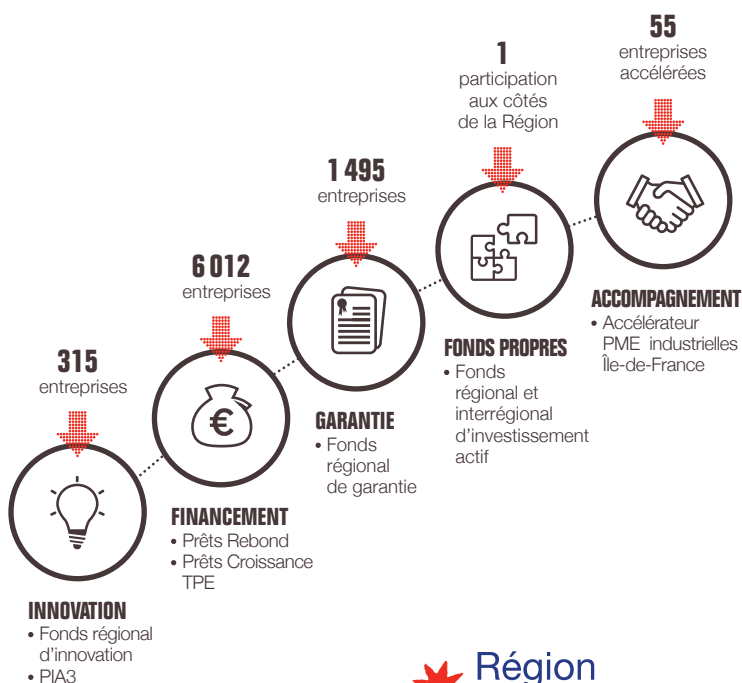 55
entreprises
accélérées
1
participation
aux côtés
de la Région
1 495
entreprises
6 012
entreprises
315
entreprises
ACCOMPAGNEMENT
• Accélérateur
PME industrielles
Île-de-France
FONDS PROPRES
• Fonds
régional et
interrégional
d'investissement
actif
GARANTIE
• Fonds
régional
de garantie
€
FINANCEMENT
• Prêts Rebond
• Prêts Croissance
TPE
INNOVATION
• Fonds régional
d'innovation
• PIA3
Région